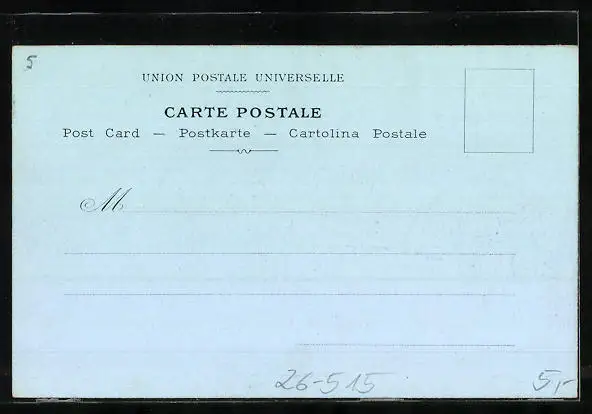 5
UNION POSTALE UNIVERSELLE
CARTE POSTALE
Post Card — Postkarte — Cartolina Postale
M
26-515
5,-